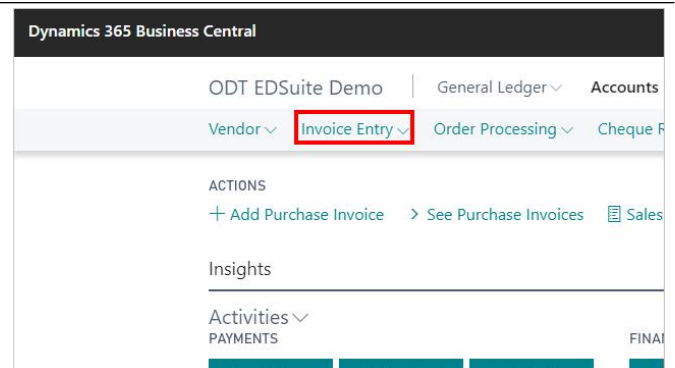 Dynamics 365 Business Central
ODT EDSuite Demo General Ledger Accounts
Vendor Invoice Entry Order Processing Cheque
ACTIONS
+ Add Purchase Invoice > See Purchase Invoices Sales
Insights
Activities
PAYMENTS